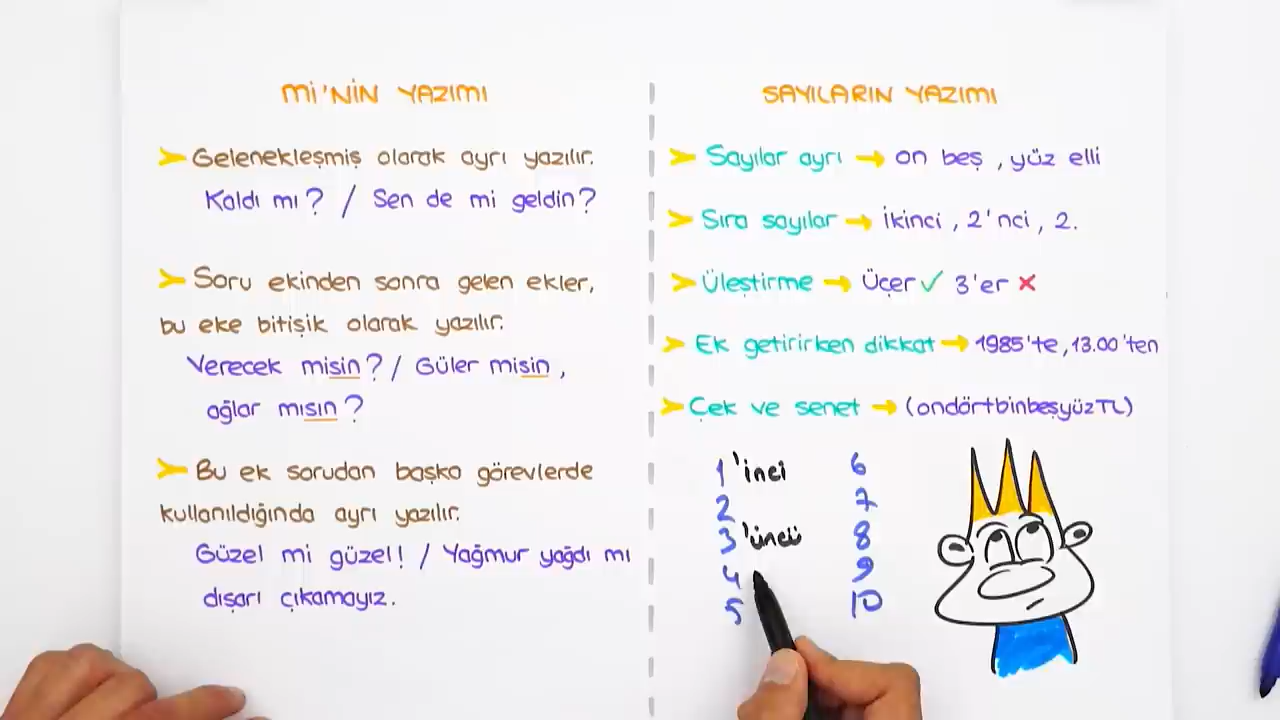 Mİ'NİN YAZIMI
➤ Gelenekleşmiş olarak ayrı yazılır.
Kaldı mı? / Sen de mi geldin?
➤ Soru ekinden sonra gelen ekler,
bu eke bitişik olarak yazılır.
Verecek misin? / Güler misin,
ağlar mısın?
➤ Bu ek sorudan başka görevlerde
kullanıldığında ayrı yazılır.
Güzel mi güzel! / Yağmur yağdı mı
dışarı çıkamayız.
SAYILARIN YAZIMI
➤ Sayılar ayrı → on beş, yüz elli
➤ Sıra sayılar → İkinci, 2'nci, 2.
➤ Üleştirme → Üçer ✓ 3'er ✗
➤ Ek getirirken dikkat → 1985'te, 13.00'ten
➤ Çek ve senet → (ondörtbinbeşyüzTL)
1'inci
2
3'üncü
4
5
6
7
8
9
10